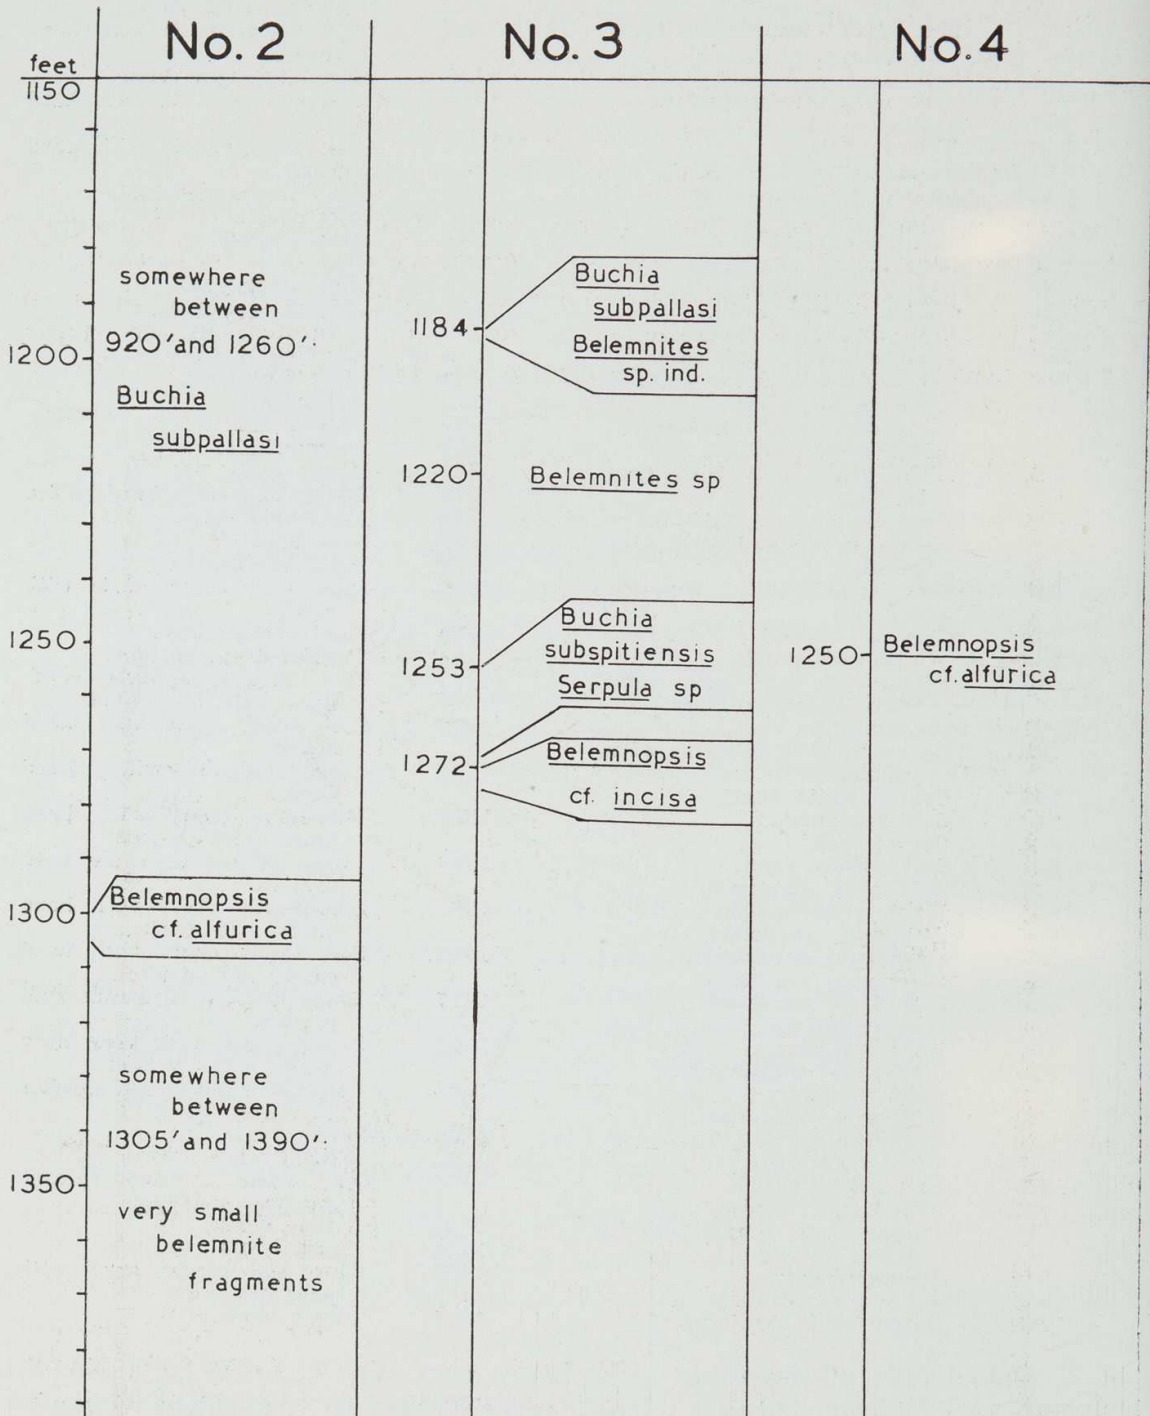 No. 2
No. 3
No. 4
feet
1150
1200
1250
1300
1350
somewhere
between
920' and 1260'.
Buchia
subpallasi
Belemnopsis
cf. alfurica
somewhere
between
1305' and 1390'.
very small
belemnite
fragments
1184
Buchia
subpallasi
Belemnites
sp. ind.
1220
Belemnites sp
1253
Buchia
subspitiensis
Serpula sp
1272
Belemnopsis
cf. incisa
1250
Belemnopsis
cf. alfurica